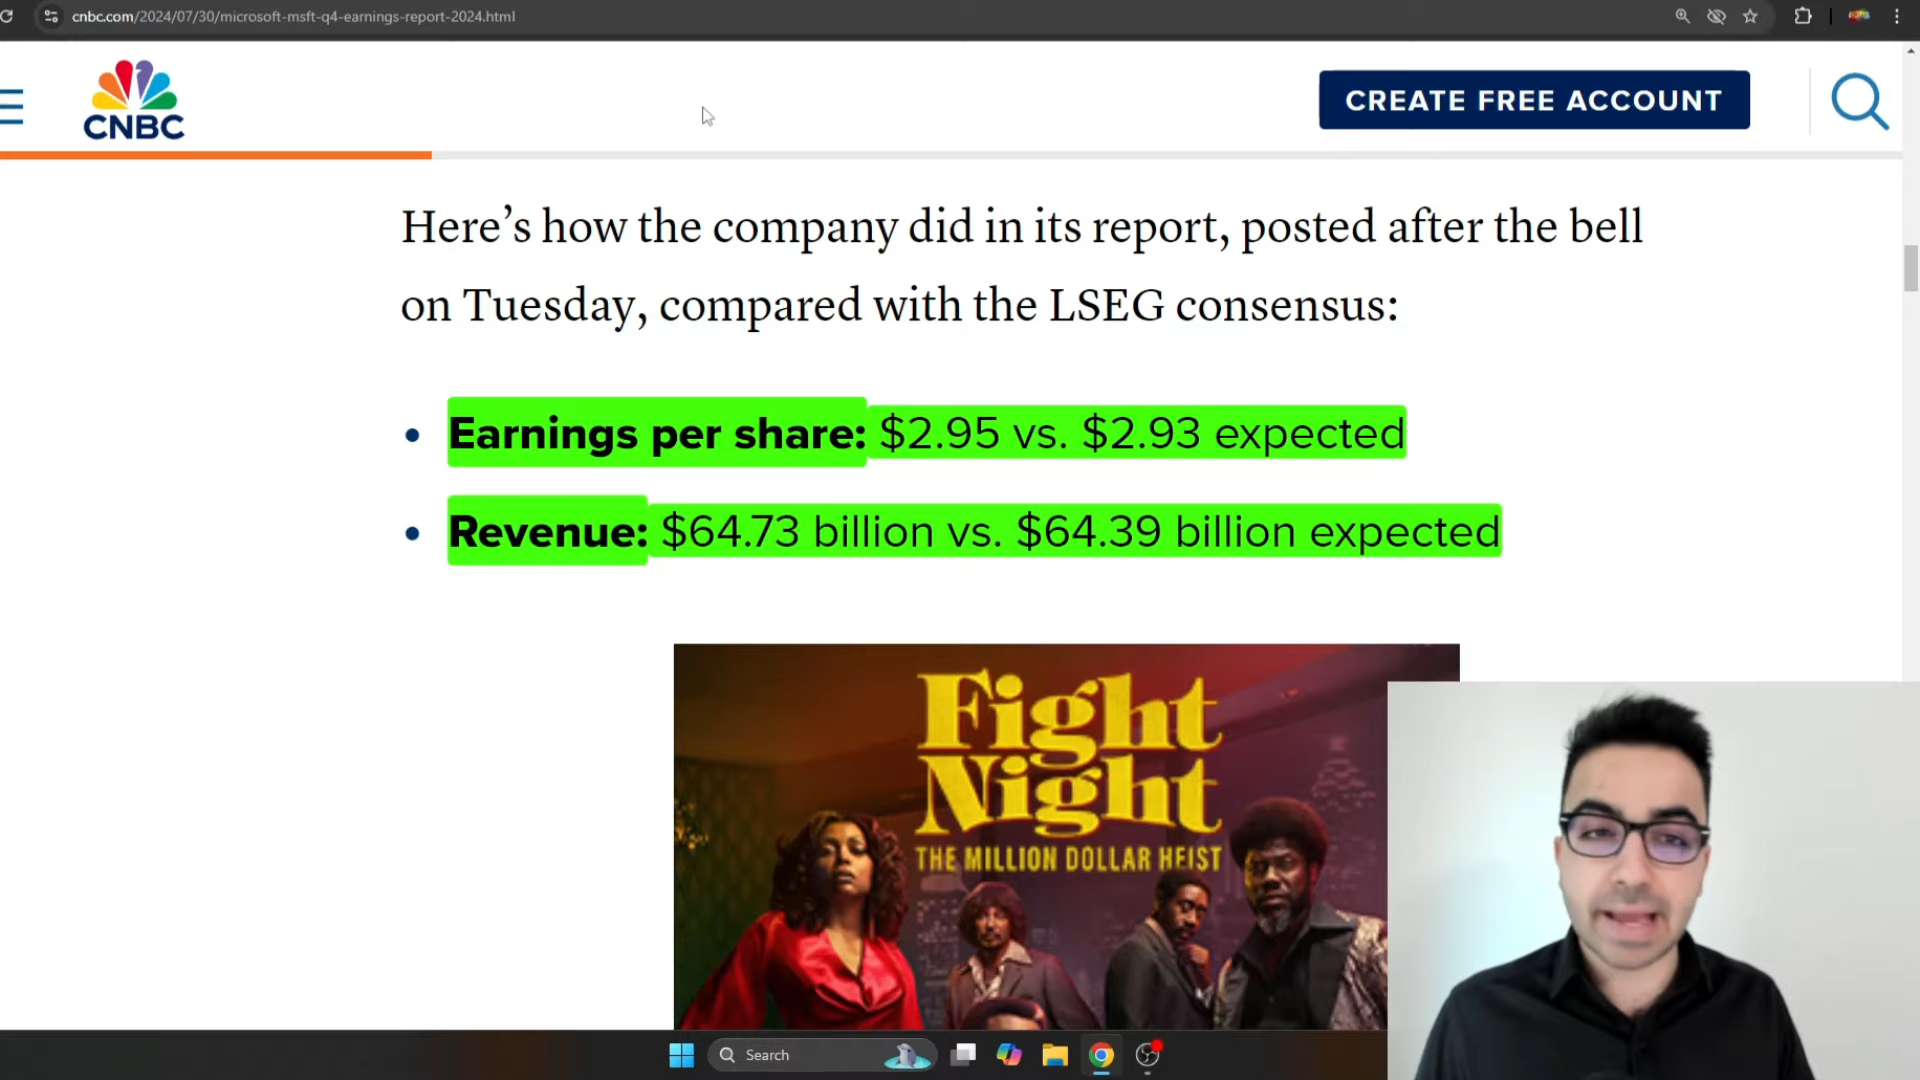 cnbc.com/2024/07/30/microsoft-msft-q4-earnings-report-2024.html
CNBC
CREATE FREE ACCOUNT
Here’s how the company did in its report, posted after the bell
on Tuesday, compared with the LSEG consensus:
• Earnings per share: $2.95 vs. $2.93 expected
• Revenue: $64.73 billion vs. $64.39 billion expected
Fight
Night
THE MILLION DOLLAR HEIST
Search